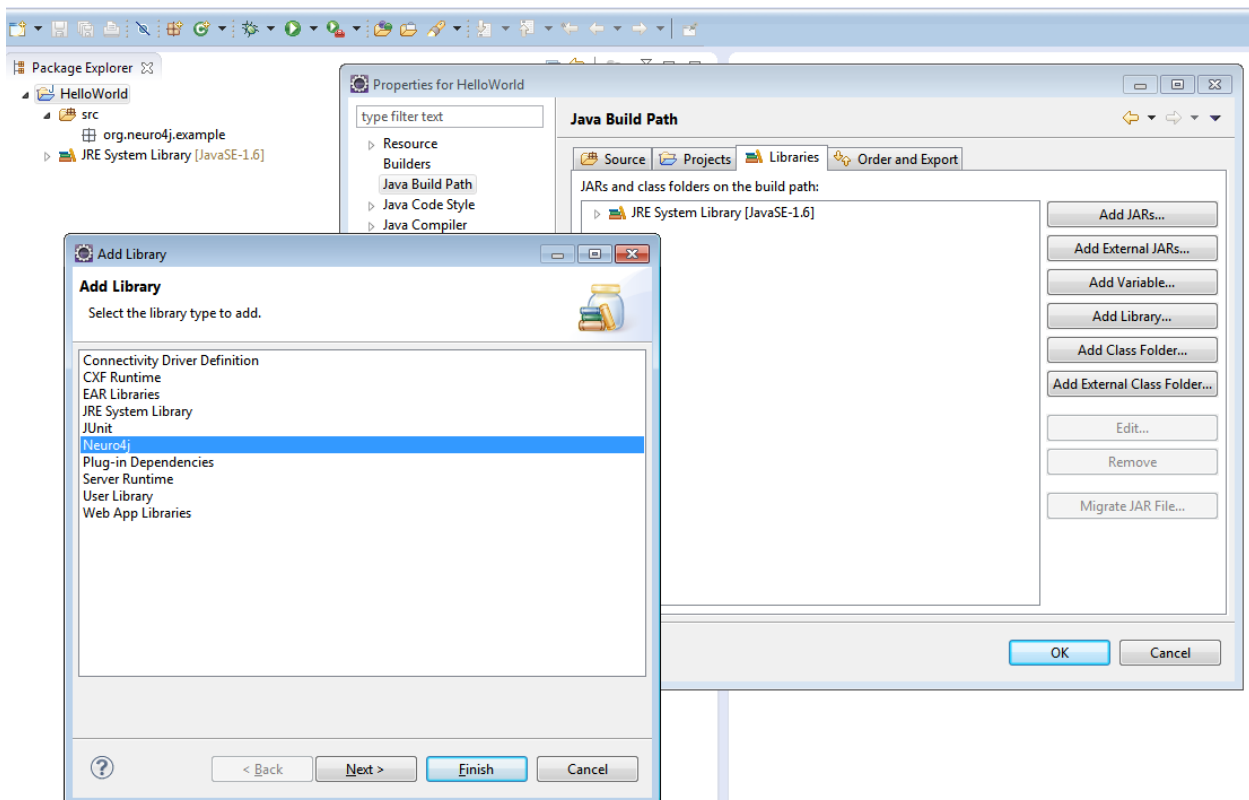 Package Explorer
HelloWorld
src
org.neuro4j.example
JRE System Library [JavaSE-1.6]
Properties for HelloWorld
type filter text
Resource
Builders
Java Build Path
Java Code Style
Java Compiler
Java Build Path
Source
Projects
Libraries
Order and Export
JARs and class folders on the build path:
JRE System Library [JavaSE-1.6]
Add JARs...
Add External JARs...
Add Variable...
Add Library...
Add Class Folder...
Add External Class Folder...
Edit...
Remove
Migrate JAR File...
OK
Cancel
Add Library
Add Library
Select the library type to add.
Connectivity Driver Definition
CXF Runtime
EAR Libraries
JRE System Library
JUnit
Neuro4j
Plug-in Dependencies
Server Runtime
User Library
Web App Libraries
?
< Back
Next >
Finish
Cancel